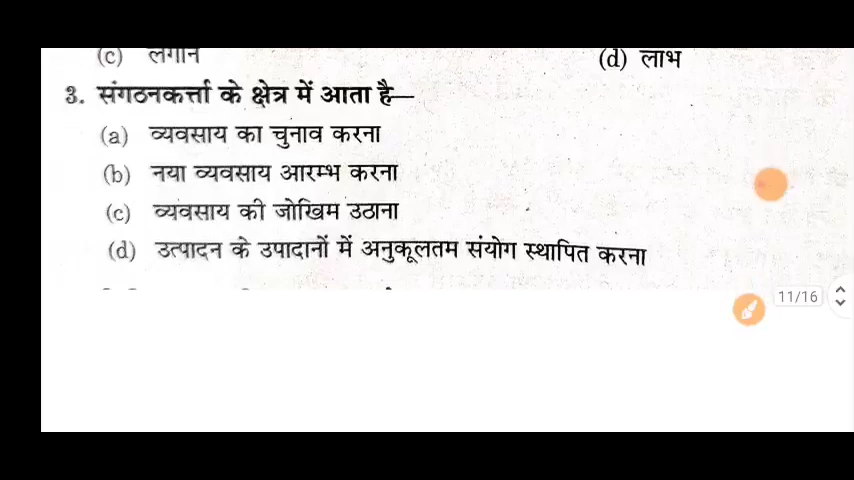 (c) लगान
(d) लाभ
3. संगठनकर्त्ता के क्षेत्र में आता है—
(a) व्यवसाय का चुनाव करना
(b) नया व्यवसाय आरम्भ करना
(c) व्यवसाय की जोखिम उठाना
(d) उत्पादन के उपादानों में अनुकूलतम संयोग स्थापित करना
11/16